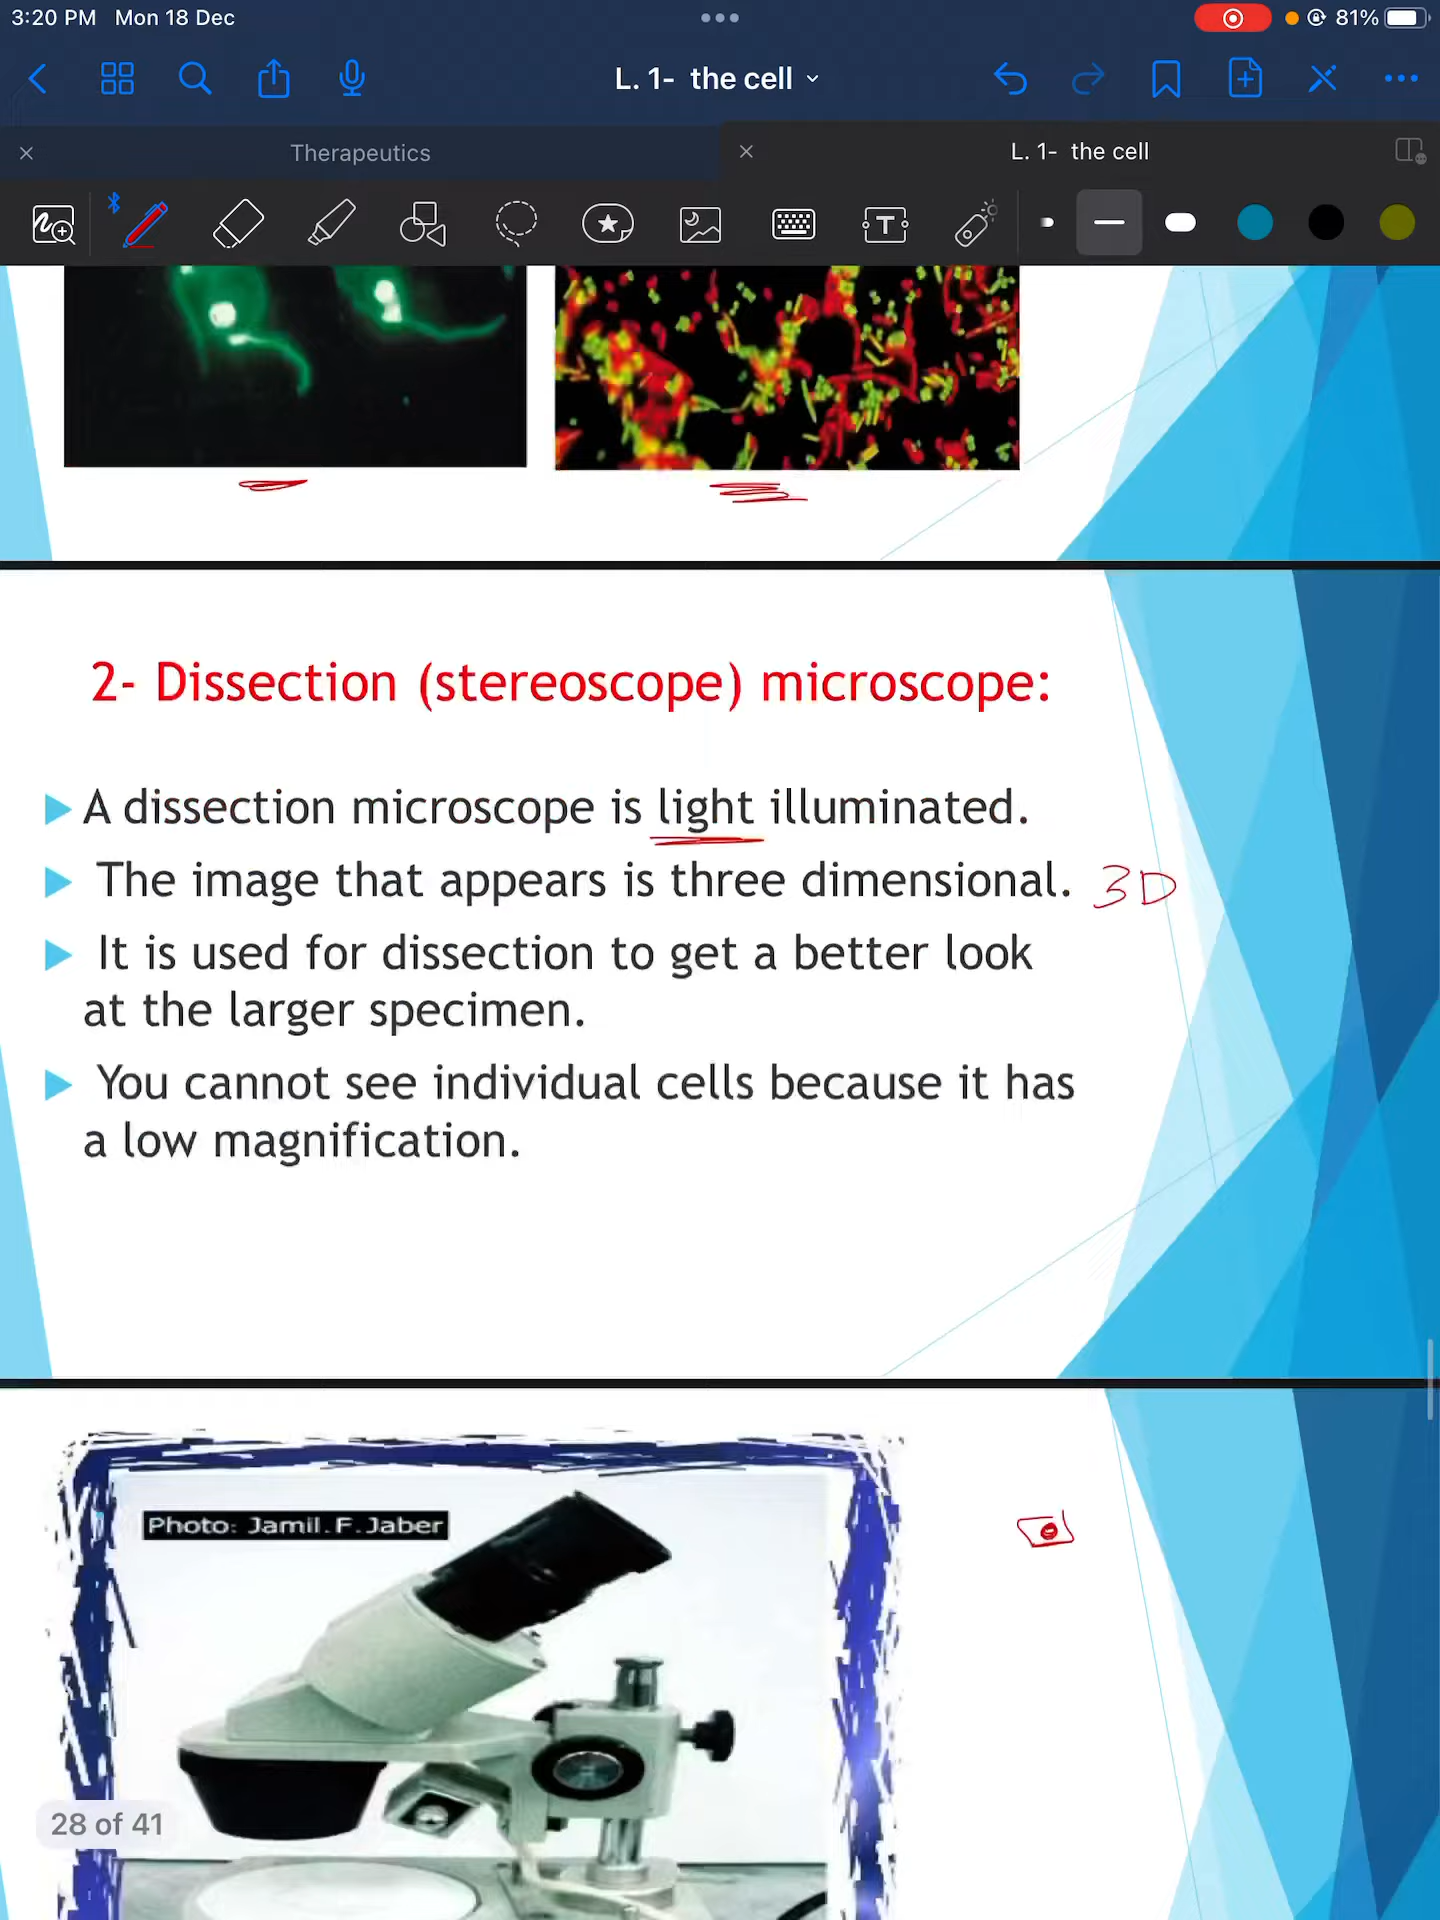 3:20 PM Mon 18 Dec
81%
L. 1- the cell
Therapeutics
L. 1- the cell
T
2- Dissection (stereoscope) microscope:
A dissection microscope is light illuminated.
The image that appears is three dimensional. 3D
It is used for dissection to get a better look
at the larger specimen.
You cannot see individual cells because it has
a low magnification.
Photo: Jamil.F.Jaber
28 of 41